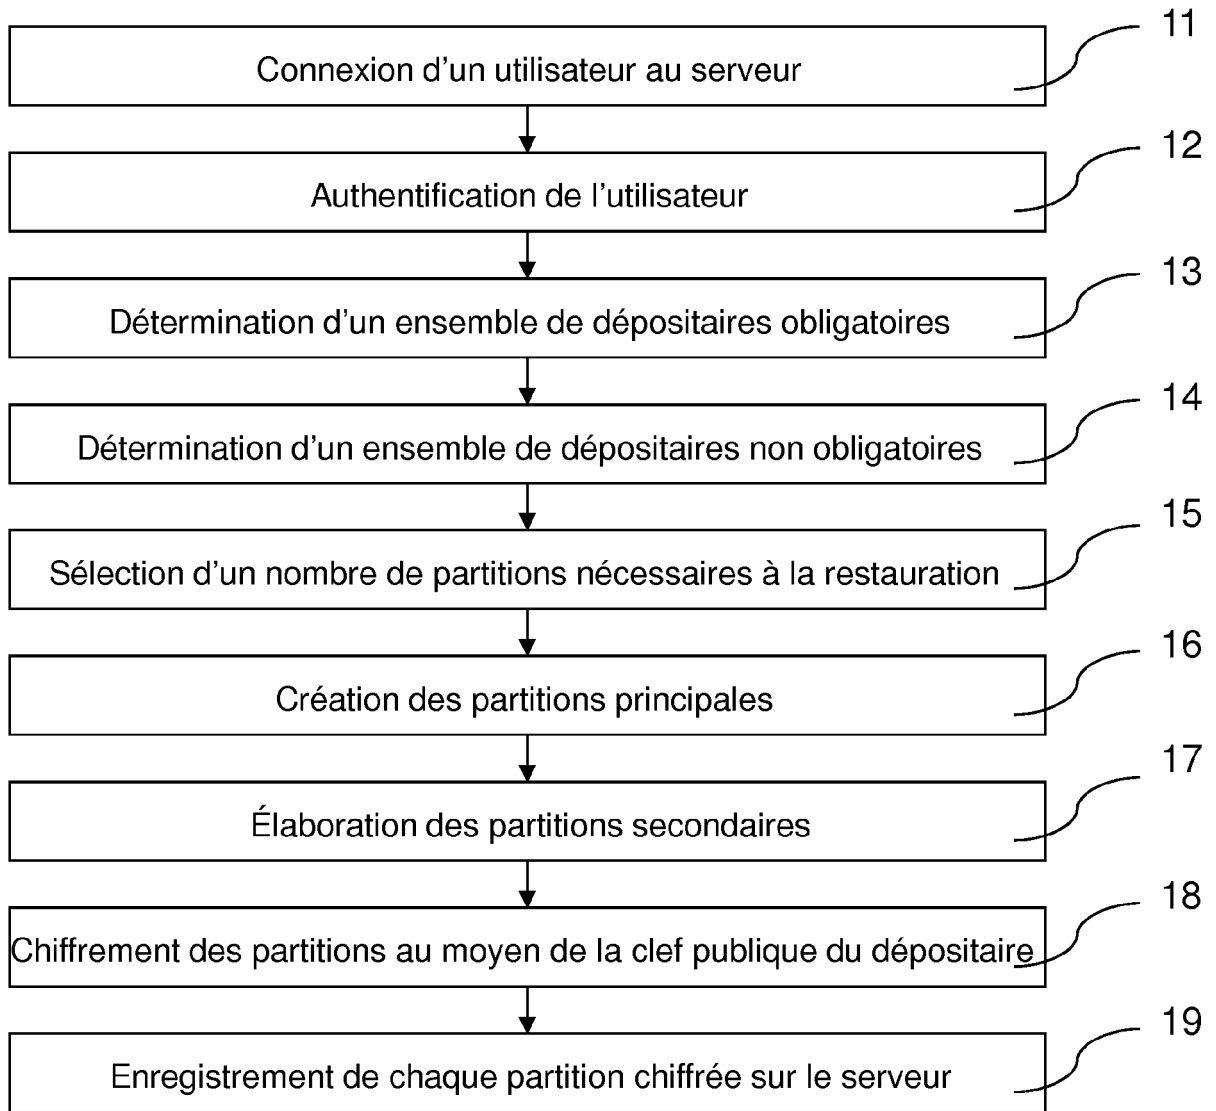 11
Connexion d'un utilisateur au serveur
12
Authentification de l'utilisateur
13
Détermination d'un ensemble de dépositaires obligatoires
14
Détermination d'un ensemble de dépositaires non obligatoires
15
Sélection d'un nombre de partitions nécessaires à la restauration
16
Création des partitions principales
17
Élaboration des partitions secondaires
18
Chiffrement des partitions au moyen de la clef publique du dépositaire
19
Enregistrement de chaque partition chiffrée sur le serveur